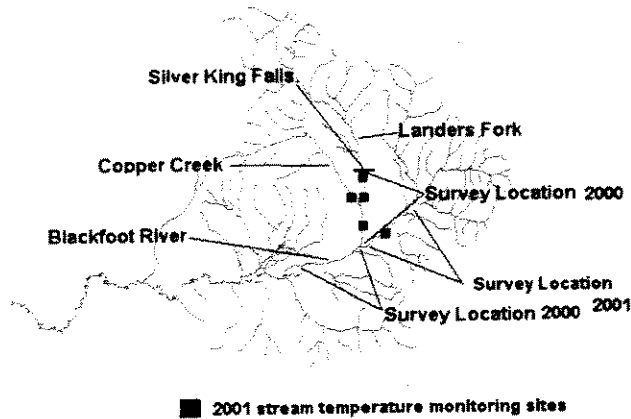 Silver King Falls
Landers Fork
Copper Creek
Survey Location 2000
Blackfoot River
Survey Location 2001
Survey Location 2000
2001 stream temperature monitoring sites